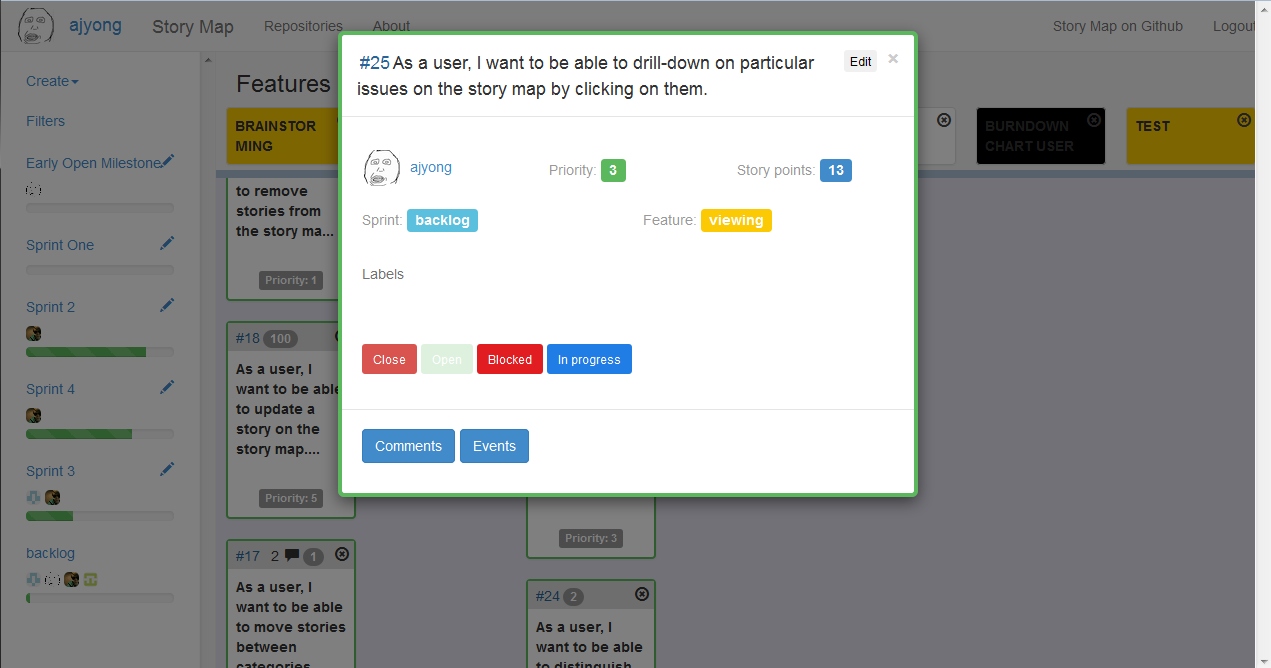 ajyong
Story Map
Repositories
About
Story Map on Github
Logout
Create
Filters
Early Open Milestone
Sprint One
Sprint 2
Sprint 4
Sprint 3
backlog
Features
BRAINSTOR
MING
BURNDOWN
CHART USER
TEST
to remove
stories from
the story ma...
Priority: 1
#18 100
As a user, I
want to be able
to update a
story on the
story map....
Priority: 5
#17 2 1
As a user, I
want to be able
to move stories
between
categories
#25 As a user, I want to be able to drill-down on particular
issues on the story map by clicking on them.
Edit
×
ajyong
Priority: 3
Story points: 13
Sprint: backlog
Feature: viewing
Labels
Close
Open
Blocked
In progress
Comments
Events
Priority: 3
#24 2
As a user, I
want to be able
to distinguish